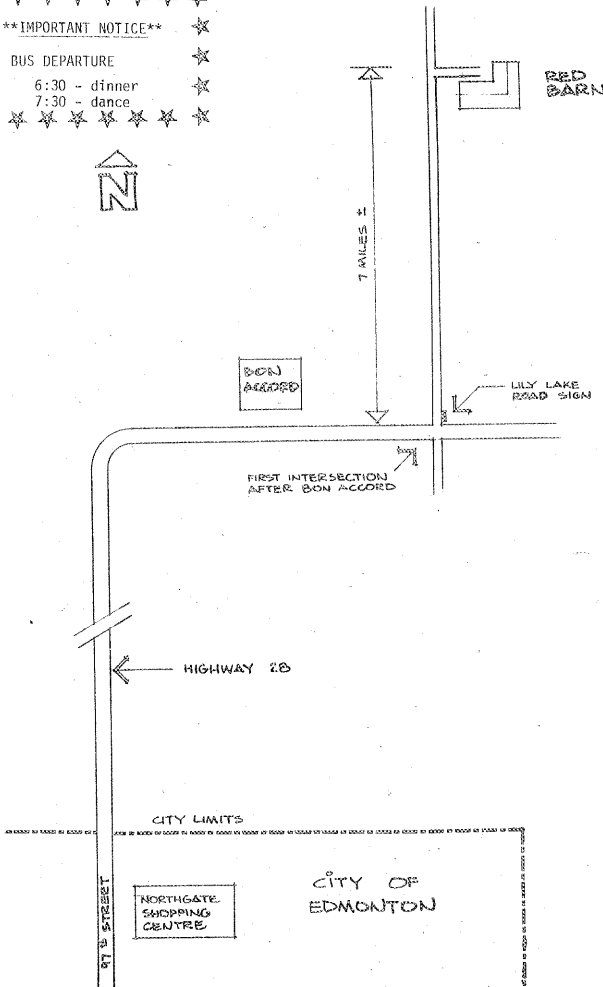 **IMPORTANT NOTICE**
BUS DEPARTURE
6:30 - dinner
7:30 - dance
N
RED
BARN
7 MILES ±
BON
ACCORD
LILY LAKE
ROAD SIGN
FIRST INTERSECTION
AFTER BON ACCORD
HIGHWAY 28
CITY LIMITS
97th STREET
NORTHGATE
SHOPPING
CENTRE
CITY OF
EDMONTON